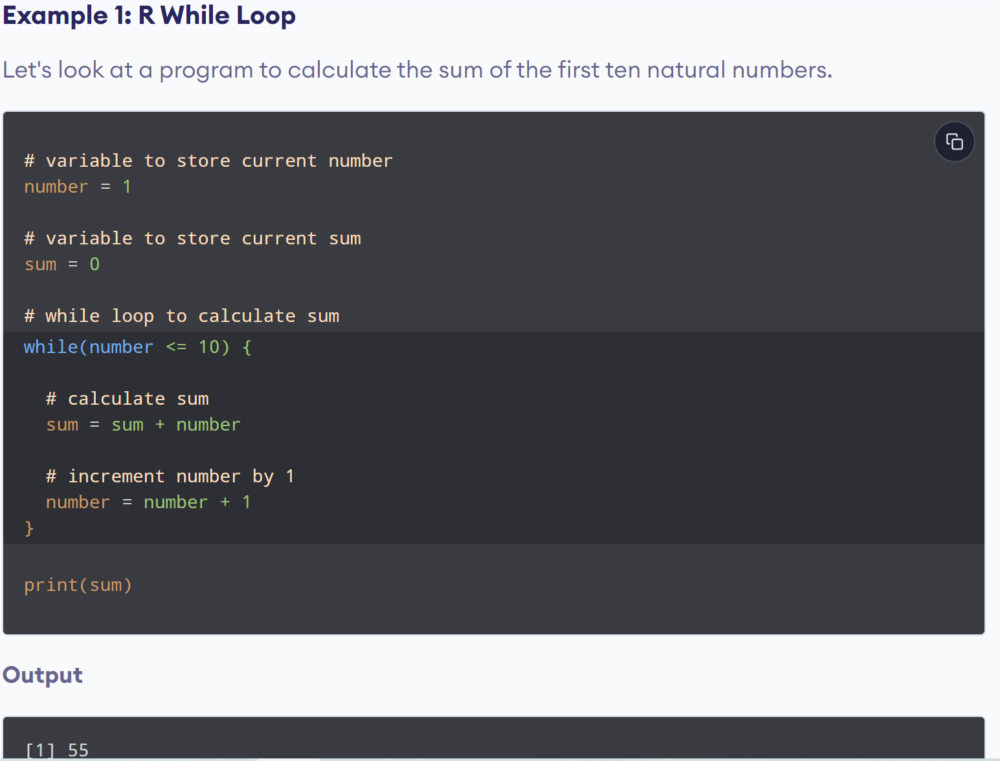 Example 1: R While Loop
Let's look at a program to calculate the sum of the first ten natural numbers.
# variable to store current number
number = 1
# variable to store current sum
sum = 0
# while loop to calculate sum
while(number <= 10) {
  # calculate sum
  sum = sum + number
  # increment number by 1
  number = number + 1
}
print(sum)
Output
[1] 55